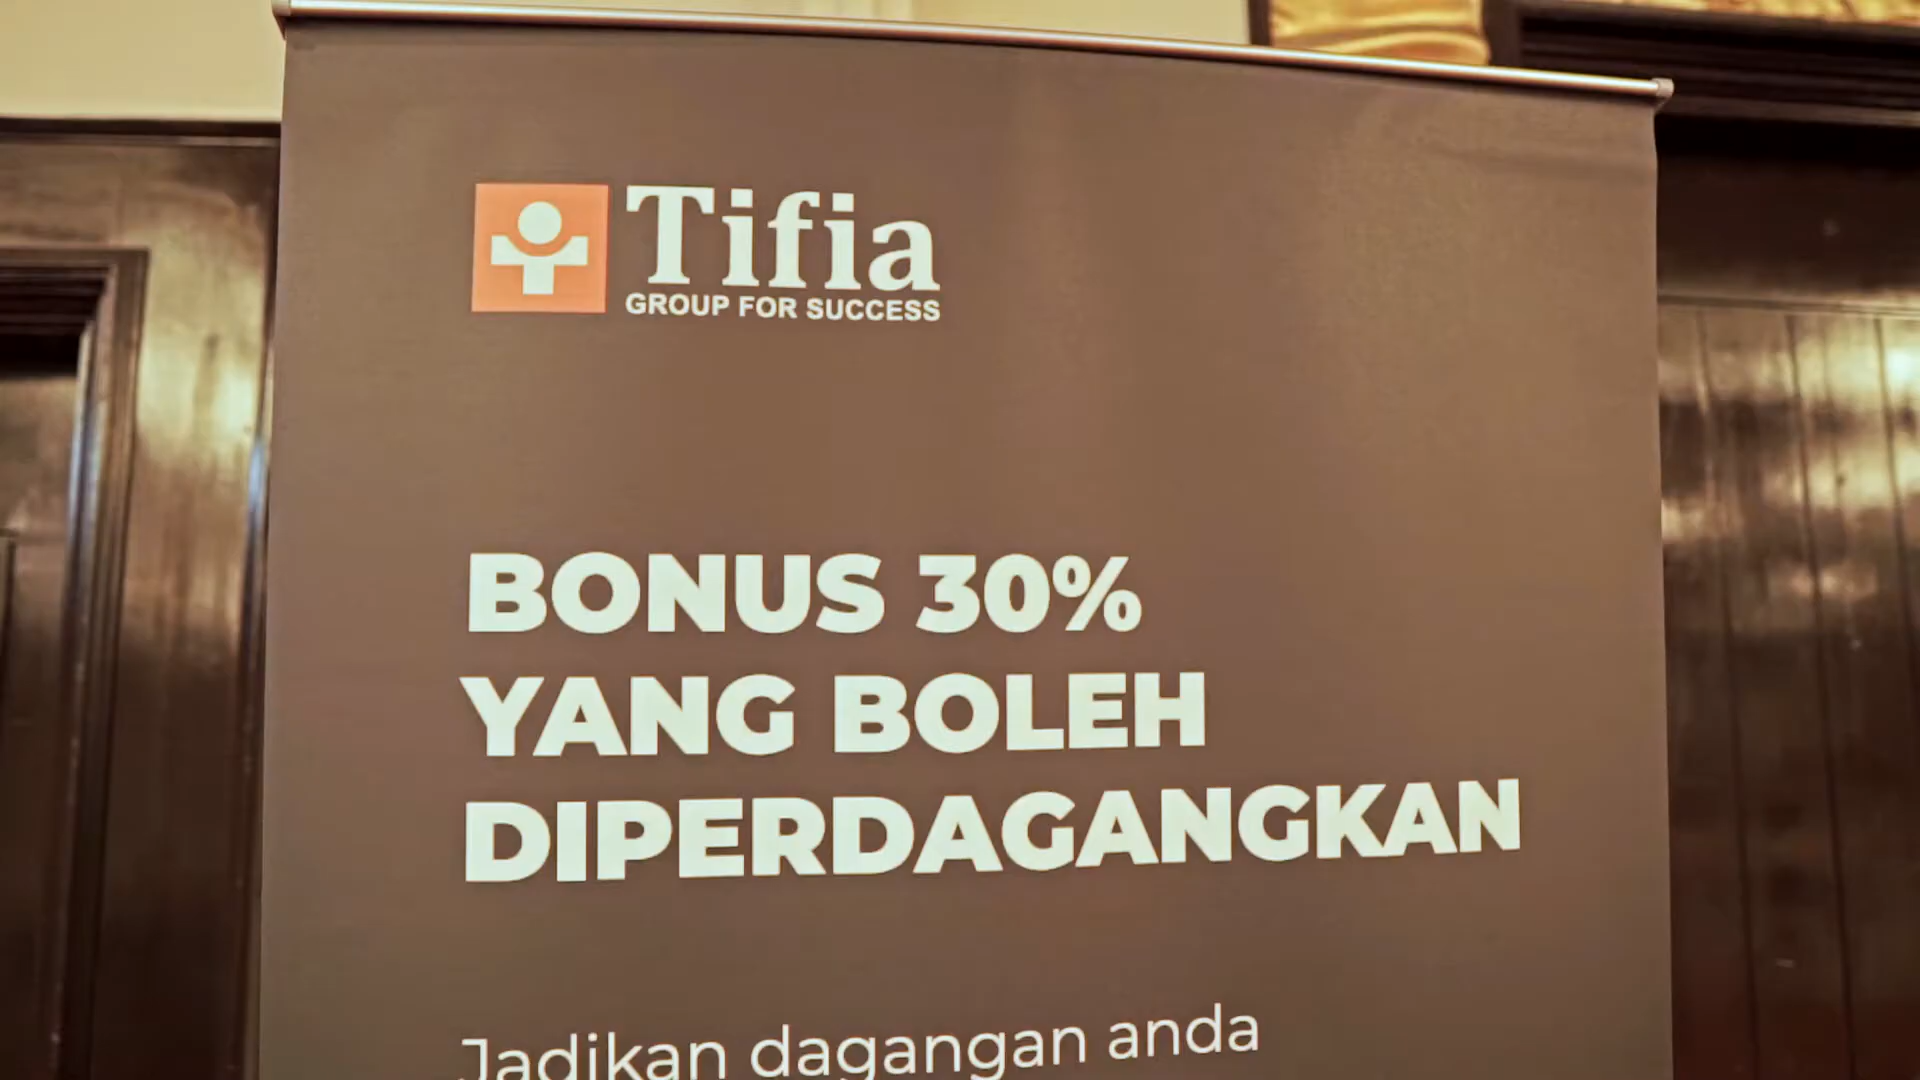 Tifia
GROUP FOR SUCCESS
BONUS 30%
YANG BOLEH
DIPERDAGANGKAN
Jadikan dagangan anda